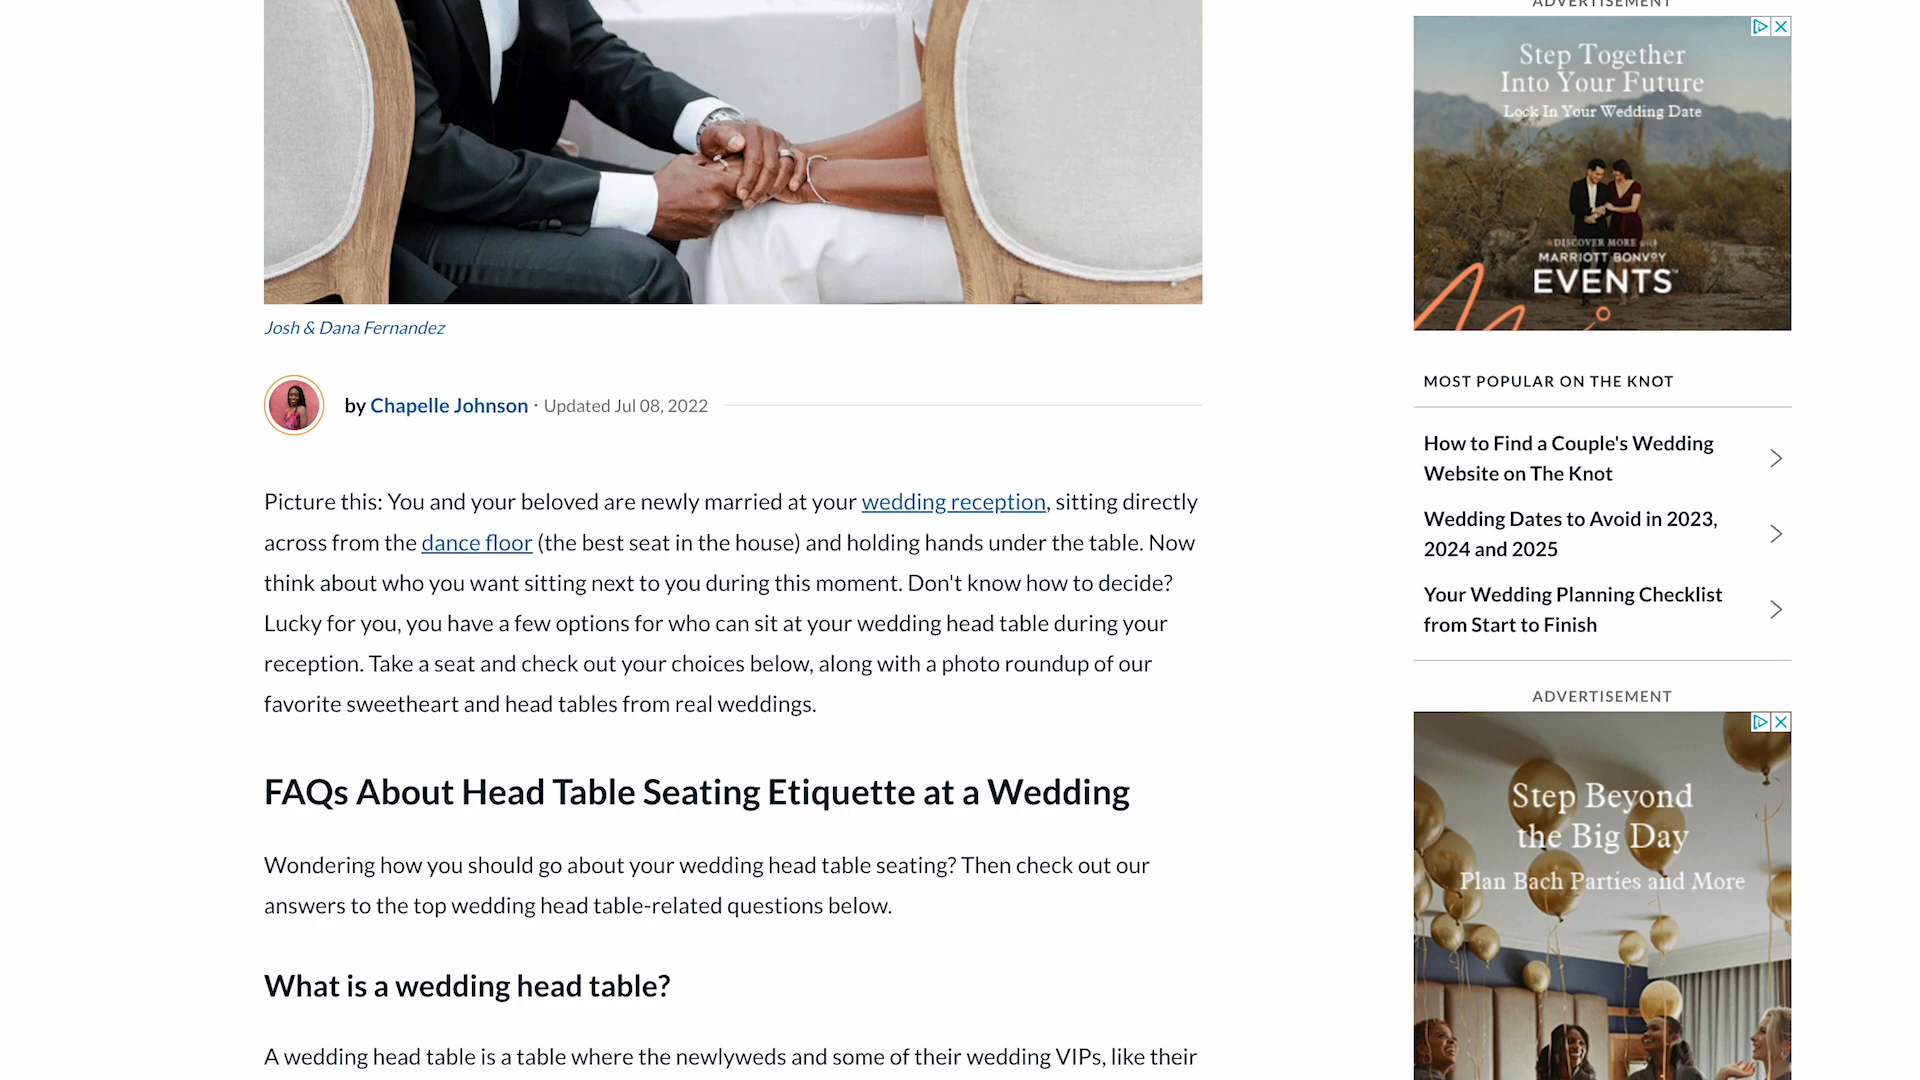 ADVERTISEMENT
Step Together
Into Your Future
Lock In Your Wedding Date
DISCOVER MORE with
MARRIOTT BONVOY
EVENTS™
Josh & Dana Fernandez
by Chapelle Johnson · Updated Jul 08, 2022
Picture this: You and your beloved are newly married at your wedding reception, sitting directly
across from the dance floor (the best seat in the house) and holding hands under the table. Now
think about who you want sitting next to you during this moment. Don't know how to decide?
Lucky for you, you have a few options for who can sit at your wedding head table during your
reception. Take a seat and check out your choices below, along with a photo roundup of our
favorite sweetheart and head tables from real weddings.
FAQs About Head Table Seating Etiquette at a Wedding
Wondering how you should go about your wedding head table seating? Then check out our
answers to the top wedding head table-related questions below.
What is a wedding head table?
A wedding head table is a table where the newlyweds and some of their wedding VIPs, like their
MOST POPULAR ON THE KNOT
How to Find a Couple's Wedding
Website on The Knot
Wedding Dates to Avoid in 2023,
2024 and 2025
Your Wedding Planning Checklist
from Start to Finish
ADVERTISEMENT
Step Beyond
the Big Day
Plan Bach Parties and More